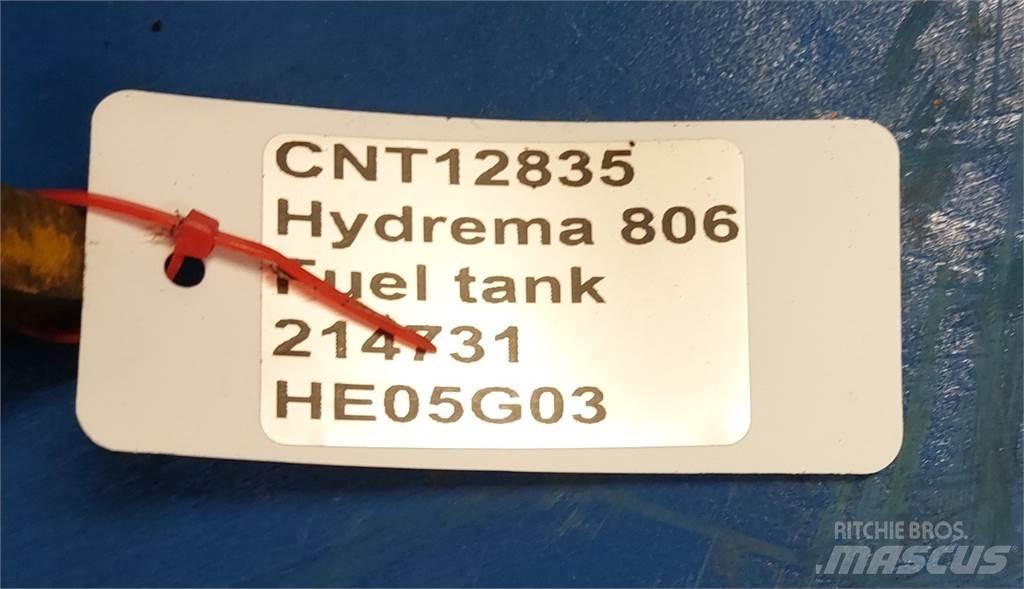 CNT12835
Hydrema 806
Fuel tank
214731
HE05G03
RITCHIE BROS.
MASCUS